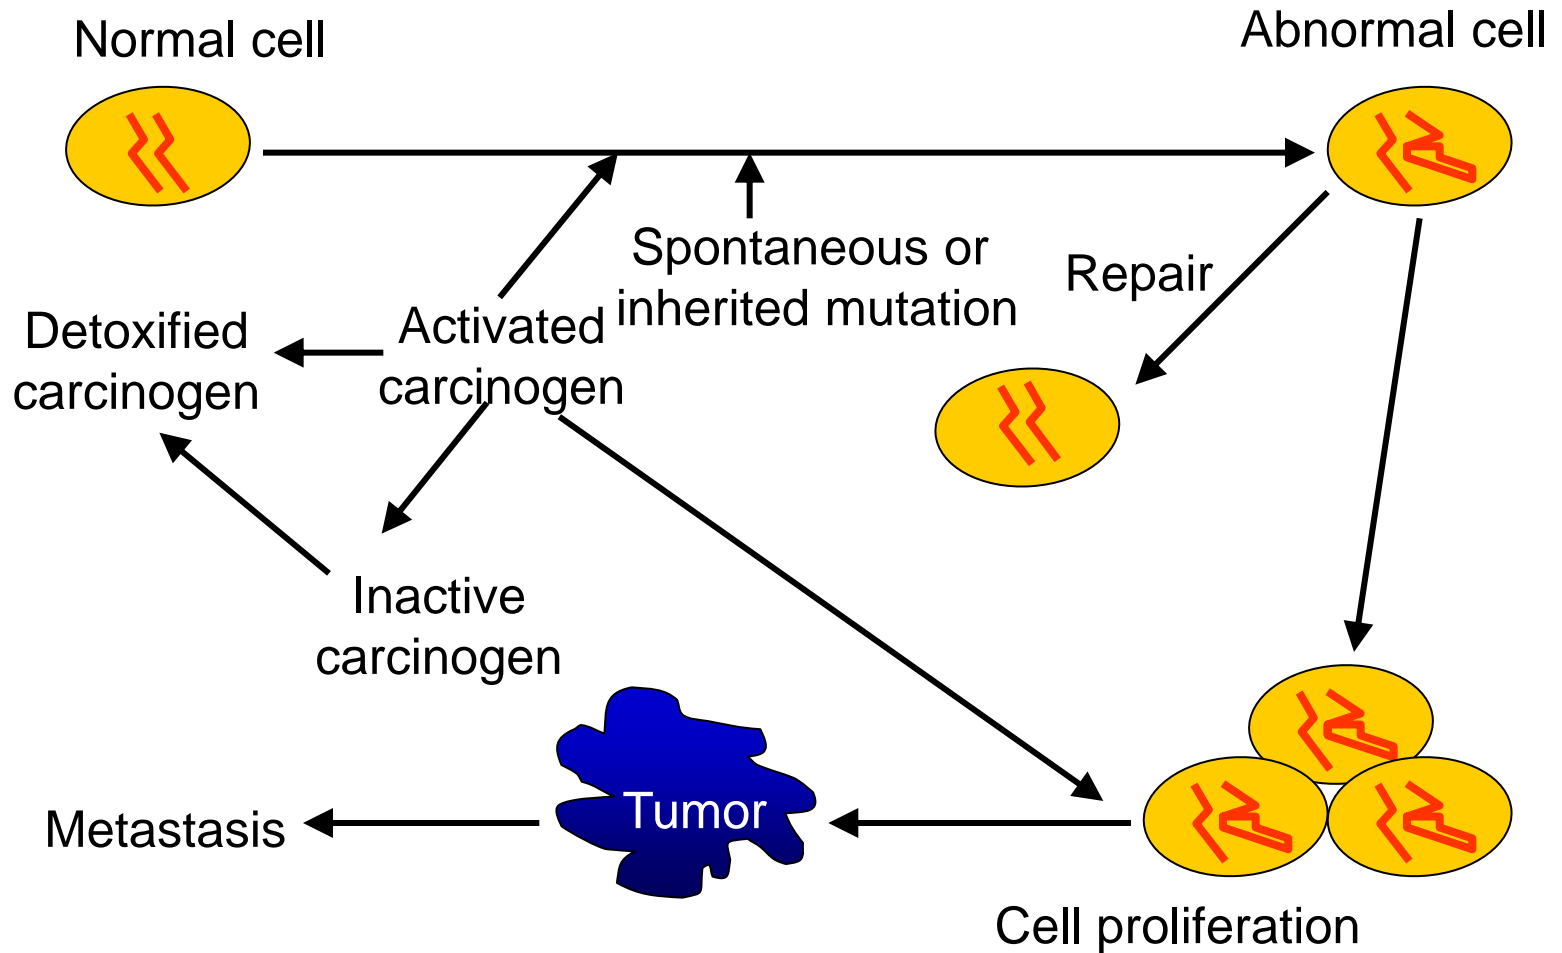 Normal cell
Abnormal cell
Spontaneous or
inherited mutation
Repair
Detoxified
carcinogen
Activated
carcinogen
Inactive
carcinogen
Tumor
Metastasis
Cell proliferation